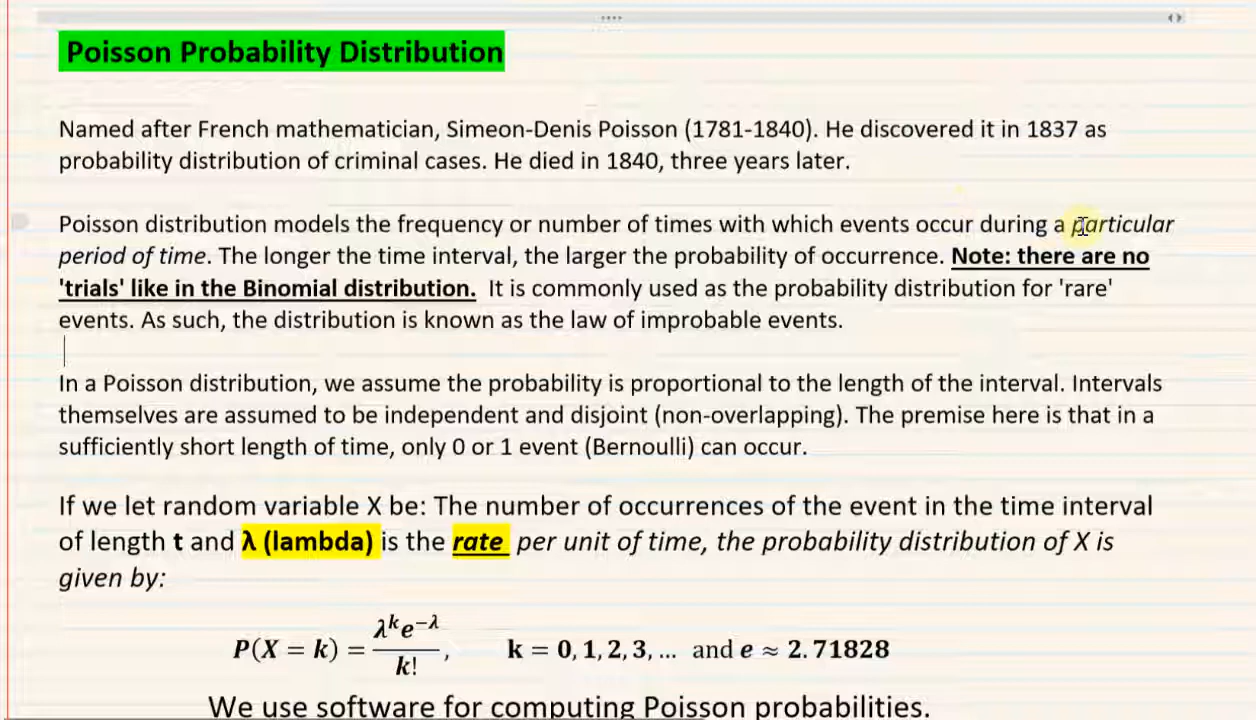 Poisson Probability Distribution
Named after French mathematician, Simeon-Denis Poisson (1781-1840). He discovered it in 1837 as
probability distribution of criminal cases. He died in 1840, three years later.
Poisson distribution models the frequency or number of times with which events occur during a particular
period of time. The longer the time interval, the larger the probability of occurrence. Note: there are no
'trials' like in the Binomial distribution. It is commonly used as the probability distribution for 'rare'
events. As such, the distribution is known as the law of improbable events.
In a Poisson distribution, we assume the probability is proportional to the length of the interval. Intervals
themselves are assumed to be independent and disjoint (non-overlapping). The premise here is that in a
sufficiently short length of time, only 0 or 1 event (Bernoulli) can occur.
If we let random variable X be: The number of occurrences of the event in the time interval
of length t and λ (lambda) is the rate per unit of time, the probability distribution of X is
given by:
P(X = k) = λ^k e^−λ / k!, k = 0, 1, 2, 3, … and e ≈ 2.71828
We use software for computing Poisson probabilities.